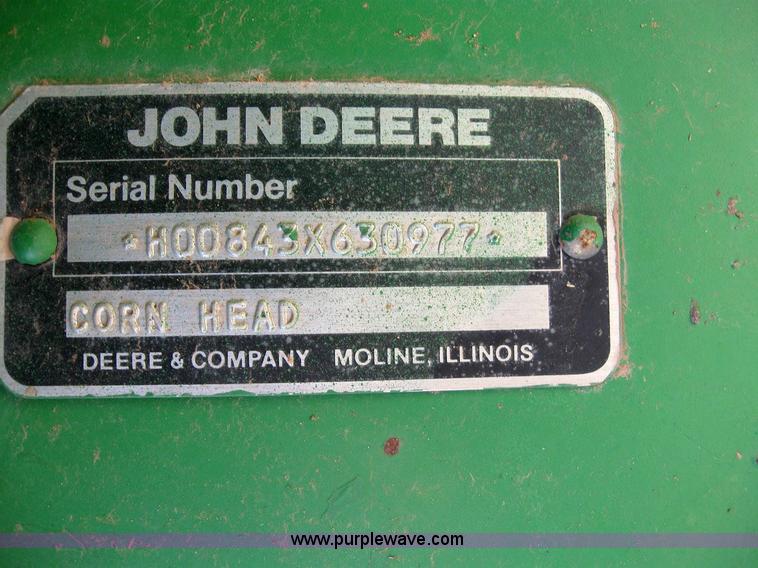 JOHN DEERE
Serial Number
*H00843X630977*
CORN HEAD
DEERE & COMPANY MOLINE, ILLINOIS
www.purplewave.com